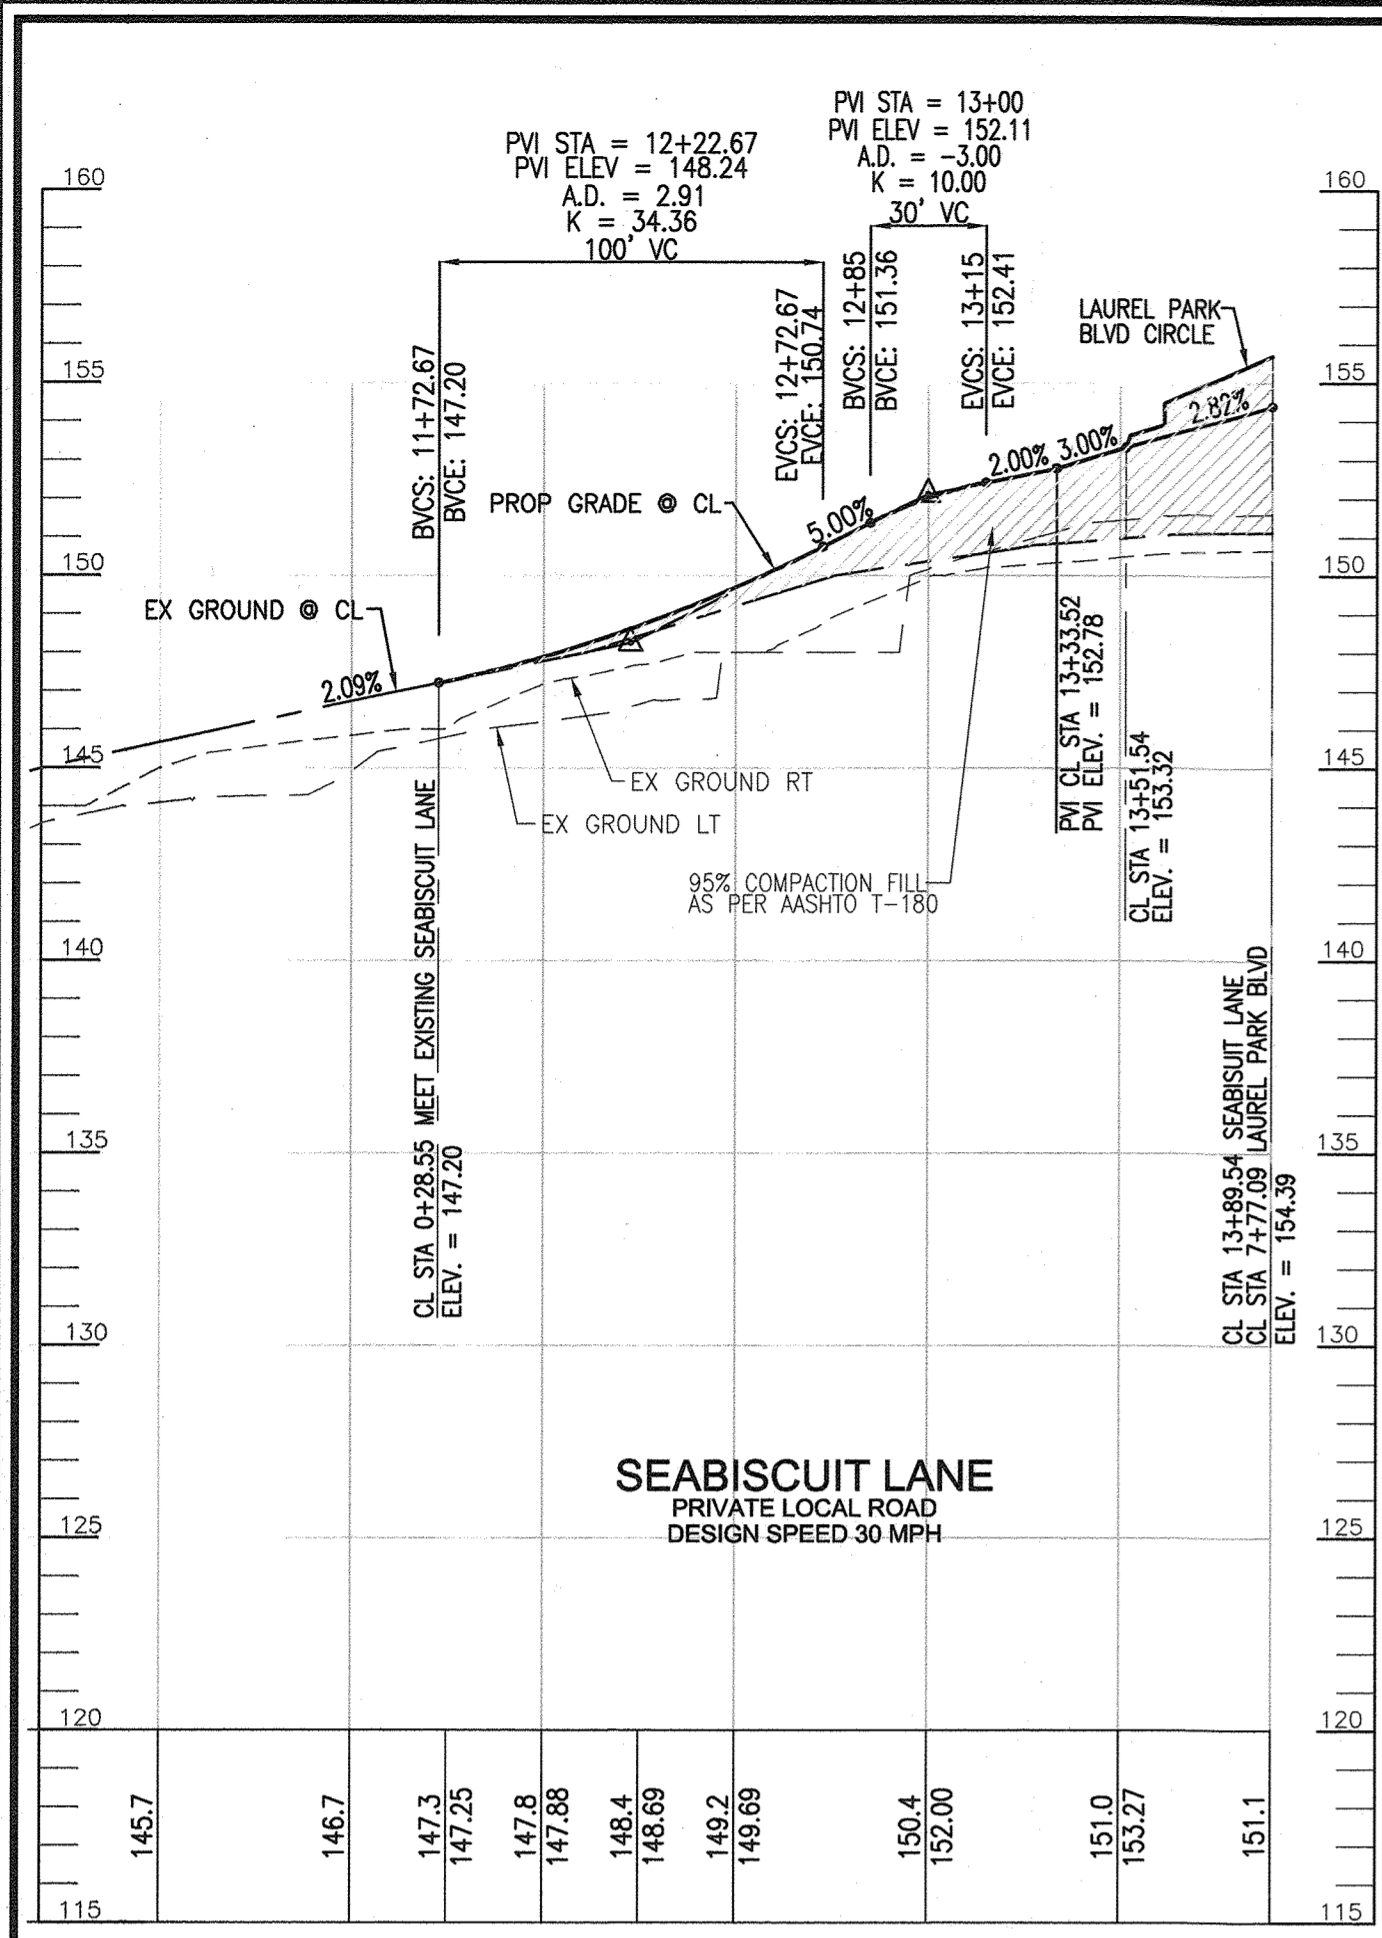 PVI STA = 13+00
PVI ELEV = 152.11
A.D. = -3.00
K = 10.00
30' VC
PVI STA = 12+22.67
PVI ELEV = 148.24
A.D. = 2.91
K = 34.36
100' VC
160
160
BVCS: 11+72.67
BVCE: 147.20
EVCS: 12+72.67
EVCE: 150.74
BVCS: 12+85
BVCE: 151.36
EVCS: 13+15
EVCE: 152.41
LAUREL PARK
BLVD CIRCLE
155
155
2.82%
3.00%
2.00%
5.00%
PROP GRADE @ CL
150
150
EX GROUND @ CL
2.09%
145
145
EX GROUND RT
EX GROUND LT
PVI CL STA 13+33.52
PVI ELEV. = 152.78
CL STA 13+51.54
ELEV. = 153.32
95% COMPACTION FILL
AS PER AASHTO T-180
140
140
CL STA 0+28.55 MEET EXISTING SEABISCUIT LANE
ELEV. = 147.20
CL STA 13+89.54 SEABISUIT LANE
CL STA 7+77.09 LAUREL PARK BLVD
ELEV. = 154.39
135
135
130
130
SEABISCUIT LANE
PRIVATE LOCAL ROAD
DESIGN SPEED 30 MPH
125
125
120
120
145.7
146.7
147.3
147.25
147.8
147.88
148.4
148.69
149.2
149.69
150.4
152.00
151.0
153.27
151.1
115
115